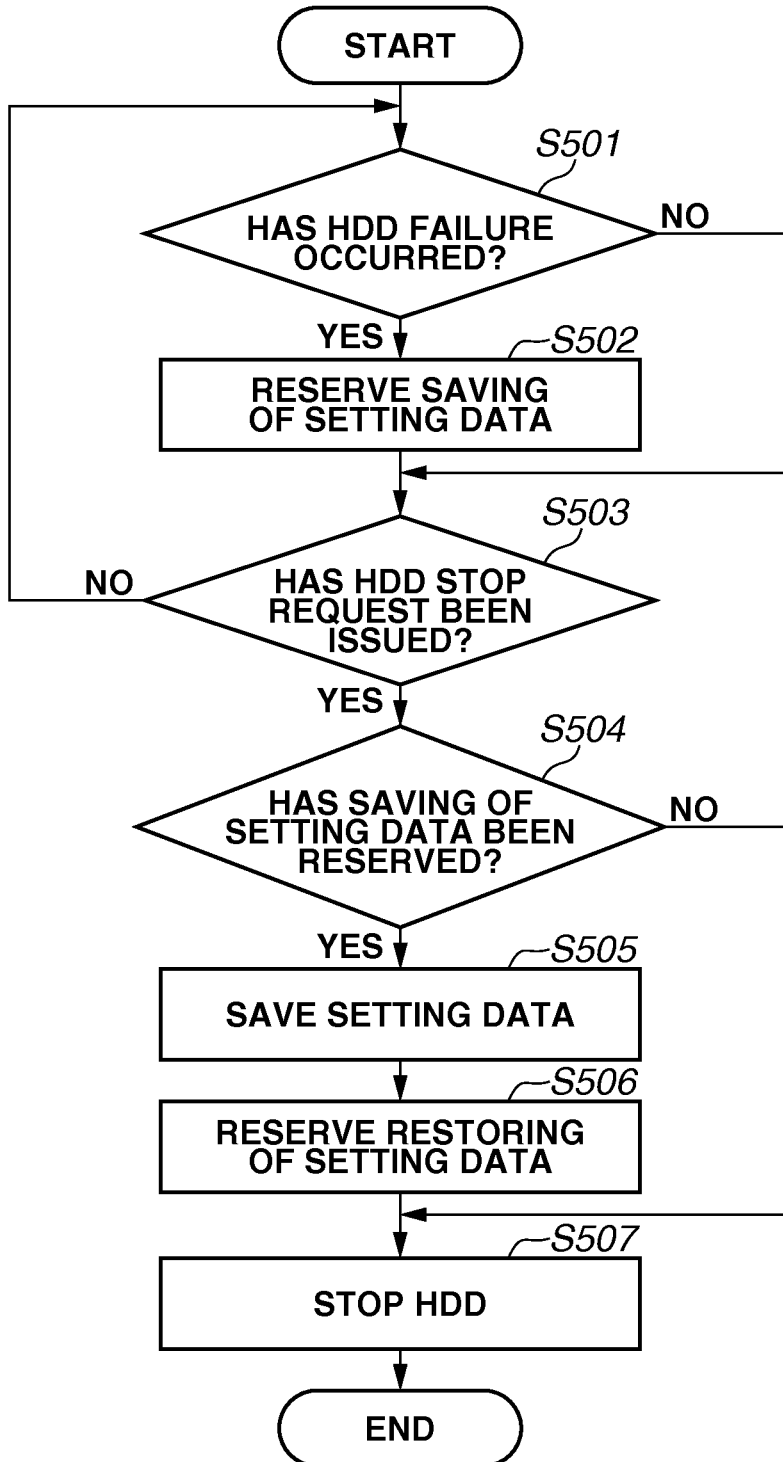 START
S501
HAS HDD FAILURE
OCCURRED?
NO
YES
S502
RESERVE SAVING
OF SETTING DATA
S503
HAS HDD STOP
REQUEST BEEN
ISSUED?
NO
YES
S504
HAS SAVING OF
SETTING DATA BEEN
RESERVED?
NO
YES
S505
SAVE SETTING DATA
S506
RESERVE RESTORING
OF SETTING DATA
S507
STOP HDD
END